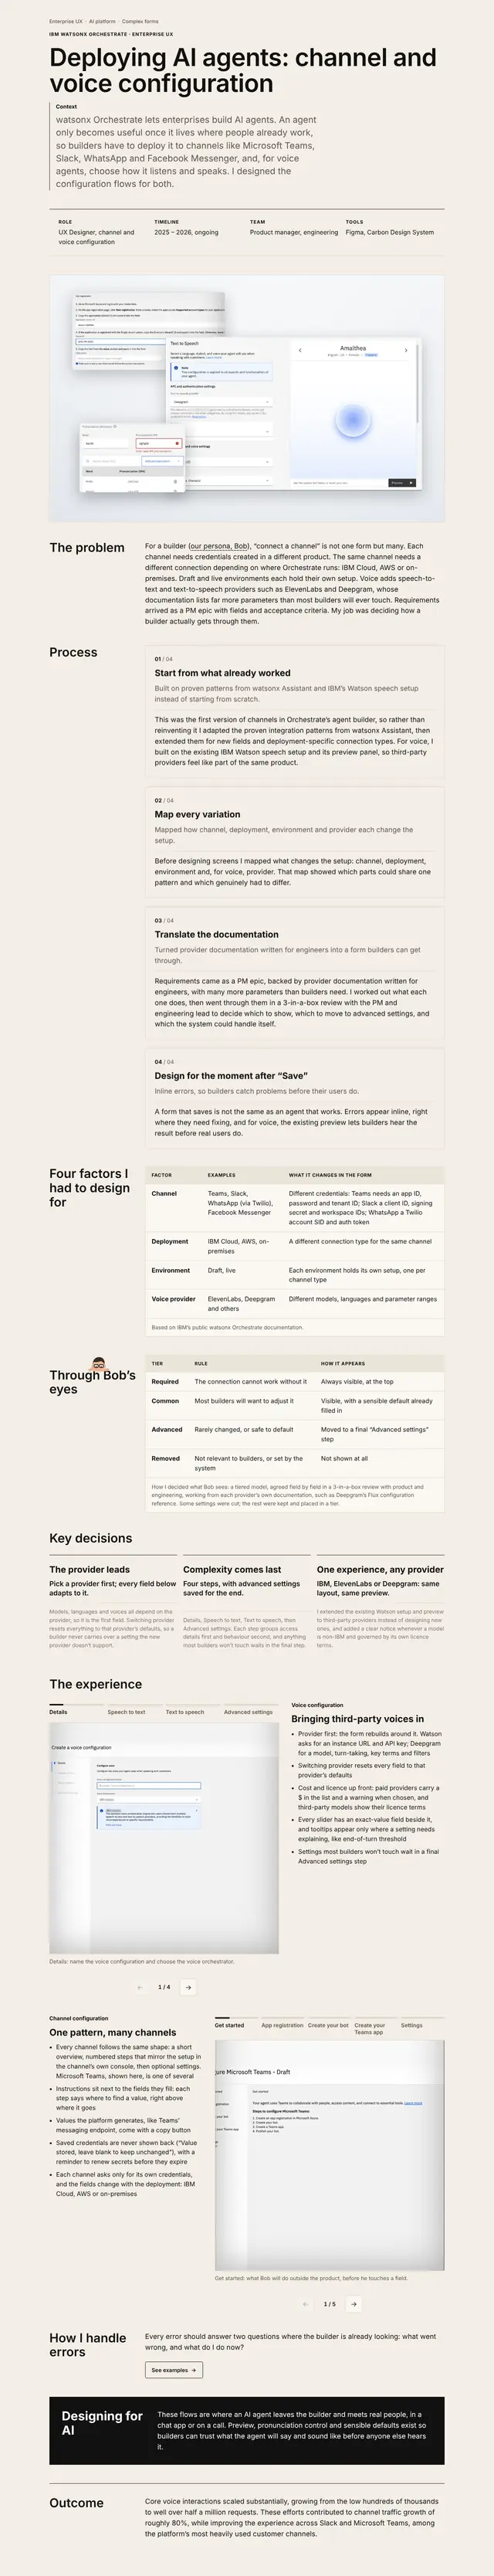 Enterprise UX · AI platform · Complex forms
IBM WATSONX ORCHESTRATE · ENTERPRISE UX
Deploying AI agents: channel and
voice configuration
Context
watsonx Orchestrate lets enterprises build AI agents. An agent
only becomes useful once it lives where people already work,
so builders have to deploy it to channels like Microsoft Teams,
Slack, WhatsApp and Facebook Messenger, and, for voice
agents, choose how it listens and speaks. I designed the
configuration flows for both.
ROLE
UX Designer, channel and
voice configuration
TIMELINE
2025 – 2026, ongoing
TEAM
Product manager, engineering
TOOLS
Figma, Carbon Design System
Text to Speech
Amalthea
The problem
For a builder (our persona, Bob), “connect a channel” is not one form but many. Each
channel needs credentials created in a different product. The same channel needs a
different connection depending on where Orchestrate runs: IBM Cloud, AWS or on-
premises. Draft and live environments each hold their own setup. Voice adds speech-to-
text and text-to-speech providers such as ElevenLabs and Deepgram, whose
documentation lists far more parameters than most builders will ever touch. Requirements
arrived as a PM epic with fields and acceptance criteria. My job was deciding how a
builder actually gets through them.
Process
01 / 04
Start from what already worked
Built on proven patterns from watsonx Assistant and IBM’s Watson speech setup
instead of starting from scratch.
This was the first version of channels in Orchestrate’s agent builder, so rather than
reinventing it I adapted the proven integration patterns from watsonx Assistant, then
extended them for new fields and deployment-specific connection types. For voice, I
built on the existing IBM Watson speech setup and its preview panel, so third-party
providers feel like part of the same product.
02 / 04
Map every variation
Mapped how channel, deployment, environment and provider each change the
setup.
Before designing screens I mapped what changes the setup: channel, deployment,
environment and, for voice, provider. That map showed which parts could share one
pattern and which genuinely had to differ.
03 / 04
Translate the documentation
Turned provider documentation written for engineers into a form builders can get
through.
Requirements came as a PM epic, backed by provider documentation written for
engineers, with many more parameters than builders need. I worked out what each
one does, then went through them in a 3-in-a-box review with the PM and
engineering lead to decide which to show, which to move to advanced settings, and
which the system could handle itself.
04 / 04
Design for the moment after “Save”
Inline errors, so builders catch problems before their users do.
A form that saves is not the same as an agent that works. Errors appear inline, right
where they need fixing, and for voice, the existing preview lets builders hear the
result before real users do.
Four factors I
had to design
for
FACTOR EXAMPLES WHAT IT CHANGES IN THE FORM
Channel
Teams, Slack,
WhatsApp (via Twilio),
Facebook Messenger
Different credentials: Teams needs an app ID,
password and tenant ID; Slack a client ID, signing
secret and workspace IDs; WhatsApp a Twilio
account SID and auth token
Deployment
IBM Cloud, AWS, on-
premises
A different connection type for the same channel
Environment
Draft, live
Each environment holds its own setup, one per
channel type
Voice provider
ElevenLabs, Deepgram
and others
Different models, languages and parameter ranges
Based on IBM’s public watsonx Orchestrate documentation.
Through Bob’s
eyes
TIER RULE HOW IT APPEARS
Required
The connection cannot work without it
Always visible, at the top
Common
Most builders will want to adjust it
Visible, with a sensible default already
filled in
Advanced
Rarely changed, or safe to default
Moved to a final “Advanced settings”
step
Removed
Not relevant to builders, or set by the
system
Not shown at all
How I decided what Bob sees: a tiered model, agreed field by field in a 3-in-a-box review with product and
engineering, working from each provider’s own documentation, such as Deepgram’s Flux configuration
reference. Some settings were cut; the rest were kept and placed in a tier.
Key decisions
The provider leads
Pick a provider first; every field below
adapts to it.
Models, languages and voices all depend on the
provider, so it is the first field. Switching provider
resets everything to that provider’s defaults, so a
builder never carries over a setting the new
provider doesn’t support.
Complexity comes last
Four steps, with advanced settings
saved for the end.
Details, Speech to text, Text to speech, then
Advanced settings. Each step group access
details first and behaviour second, and anything
most builders won’t touch waits in the final step.
One experience, any provider
IBM, ElevenLabs or Deepgram: same
layout, same preview.
I extended the existing Watson setup and preview
to third-party providers instead of designing new
ones, and added a clear notice whenever a model
is non-IBM and governed by its own licence
terms.
The experience
Details
Speech to text
Text to speech
Advanced settings
Create a voice configuration
Details: name the voice configuration and choose the voice orchestrator.
← 1 / 4 →
Voice configuration
Bringing third-party voices in
• Provider first: the form rebuilds around it. Watson
asks for an instance URL and API key; Deepgram
for a model, turn-taking, key terms and filters
• Switching provider resets every field to that
provider’s defaults
• Cost and licence up front: paid providers carry a
$ in the list and a warning when chosen, and
third-party models show their licence terms
• Every slider has an exact-value field beside it,
and tooltips appear only where a setting needs
explaining, like end-of-turn threshold
• Settings most builders won’t touch wait in a final
Advanced settings step
Channel configuration
One pattern, many channels
• Every channel follows the same shape: a short
overview, numbered steps that mirror the setup in
the channel’s own console, then optional settings.
Microsoft Teams, shown here, is one of several
• Instructions sit next to the fields they fill: each
step says where to find a value, right above
where it goes
• Values the platform generates, like Teams’
messaging endpoint, come with a copy button
• Saved credentials are never shown back (“Value
stored, leave blank to keep unchanged”), with a
reminder to renew secrets before they expire
• Each channel asks only for its own credentials,
and the fields change with the deployment: IBM
Cloud, AWS or on-premises
Get started
App registration
Create your bot
Create your
Teams app
Settings
ure Microsoft Teams - Draft
Get started
Steps to configure Microsoft Teams:
Get started: what Bob will do outside the product, before he touches a field.
← 1 / 5 →
How I handle
errors
Every error should answer two questions where the builder is already looking: what went
wrong, and what do I do now?
See examples →
Designing for
AI
These flows are where an AI agent leaves the builder and meets real people, in a
chat app or on a call. Preview, pronunciation control and sensible defaults exist so
builders can trust what the agent will say and sound like before anyone else hears
it.
Outcome
Core voice interactions scaled substantially, growing from the low hundreds of thousands
to well over half a million requests. These efforts contributed to channel traffic growth of
roughly 80%, while improving the experience across Slack and Microsoft Teams, among
the platform’s most heavily used customer channels.